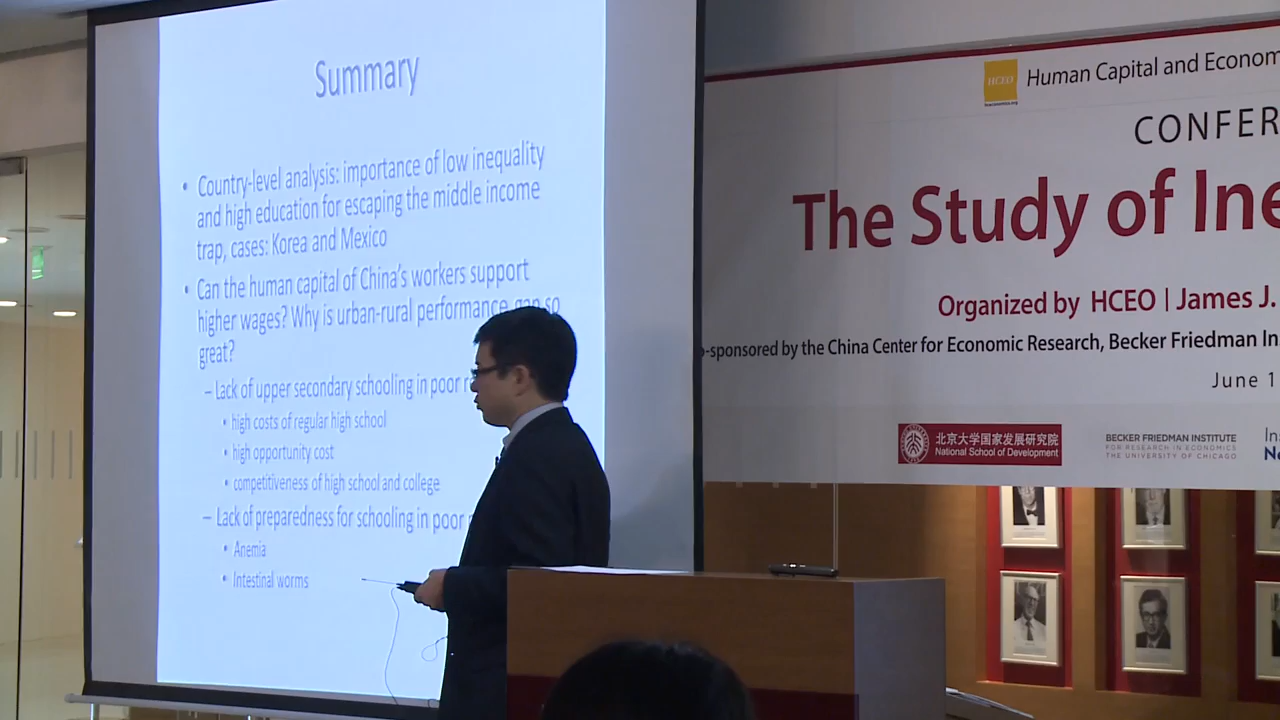 Summary
• Country-level analysis: importance of low inequality
and high education for escaping the middle income
trap, cases: Korea and Mexico
• Can the human capital of China's workers support
higher wages? Why is urban-rural performance gap so
great?
– Lack of upper secondary schooling in poor
• high costs of regular high school
• high opportunity cost
• competitiveness of high school and college
– Lack of preparedness for schooling in poor
• Anemia
• Intestinal worms
HCEO
Human Capital and Econom
CONFER
The Study of Ine
Organized by HCEO | James J.
o-sponsored by the China Center for Economic Research, Becker Friedman Ins
June 1
北京大学国家发展研究院
National School of Development
BECKER FRIEDMAN INSTITUTE
FOR RESEARCH IN ECONOMICS
THE UNIVERSITY OF CHICAGO
Ins
Ne